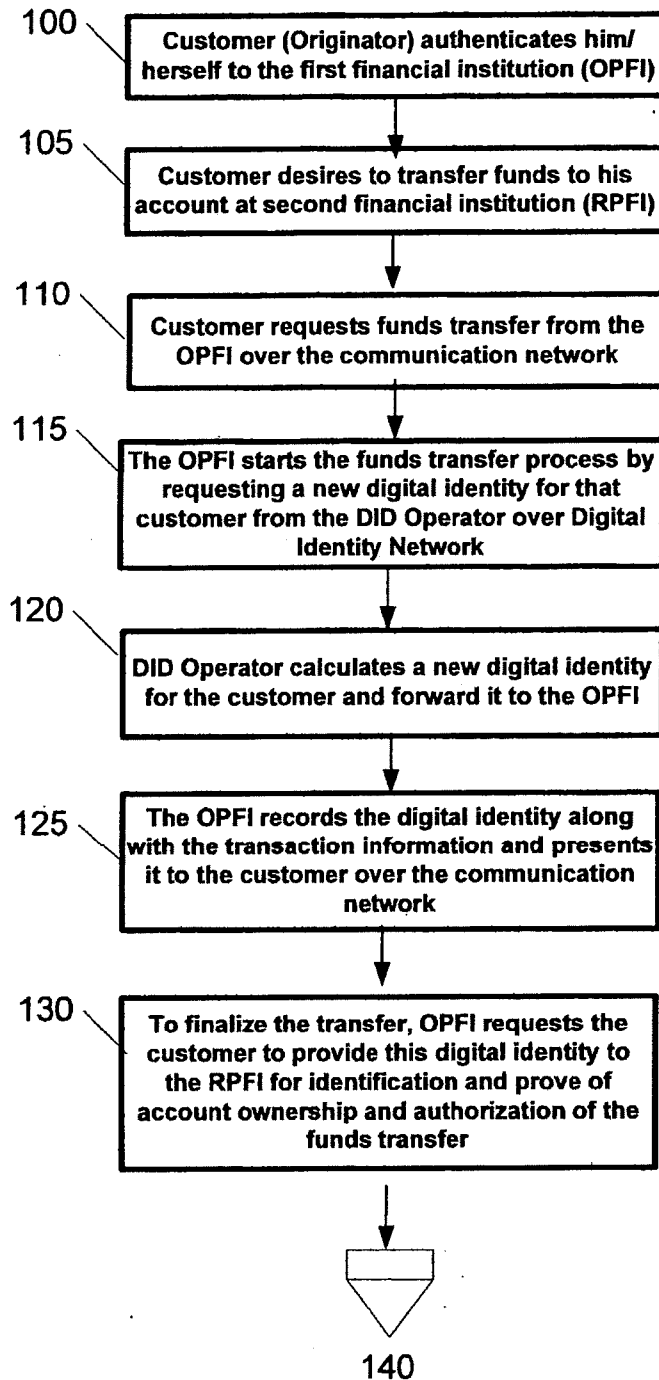 100
Customer (Originator) authenticates him/
herself to the first financial institution (OPFI)
105
Customer desires to transfer funds to his
account at second financial institution (RPFI)
110
Customer requests funds transfer from the
OPFI over the communication network
115
The OPFI starts the funds transfer process by
requesting a new digital identity for that
customer from the DID Operator over Digital
Identity Network
120
DID Operator calculates a new digital identity
for the customer and forward it to the OPFI
125
The OPFI records the digital identity along
with the transaction information and presents
it to the customer over the communication
network
130
To finalize the transfer, OPFI requests the
customer to provide this digital identity to
the RPFI for identification and prove of
account ownership and authorization of the
funds transfer
140